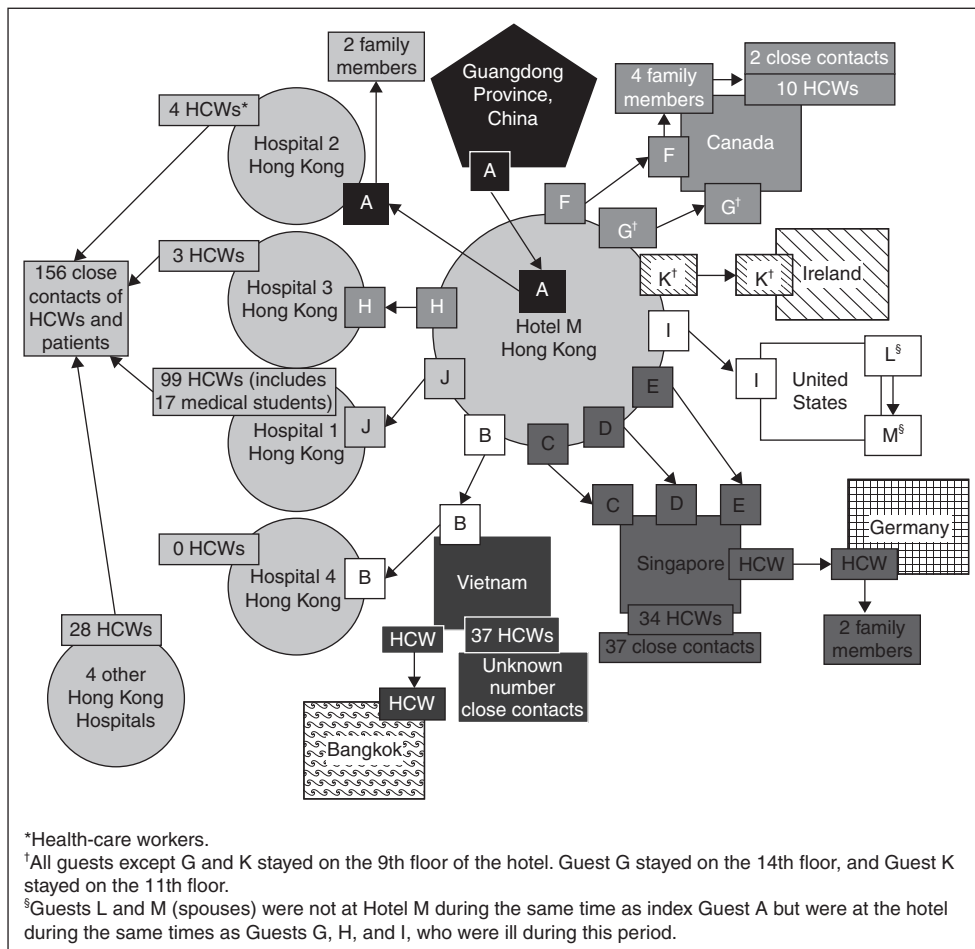 2 family
members
Guangdong
Province,
China
A
4 family
members
2 close contacts
10 HCWs
Canada
F
G†
4 HCWs*
Hospital 2
Hong Kong
A
F
G†
K†
K†
Ireland
156 close
contacts of
HCWs and
patients
3 HCWs
Hospital 3
Hong Kong
H
H
A
Hotel M
Hong Kong
I
I
United
States
L§
M§
99 HCWs (includes
17 medical students)
Hospital 1
Hong Kong
J
J
B
C
D
E
0 HCWs
Hospital 4
Hong Kong
B
B
Vietnam
37 HCWs
Unknown
number
close contacts
HCW
HCW
Bangkok
C
D
E
Singapore
HCW
34 HCWs
37 close contacts
Germany
HCW
2 family
members
28 HCWs
4 other
Hong Kong
Hospitals
*Health-care workers.
†All guests except G and K stayed on the 9th floor of the hotel. Guest G stayed on the 14th floor, and Guest K
stayed on the 11th floor.
§Guests L and M (spouses) were not at Hotel M during the same time as index Guest A but were at the hotel
during the same times as Guests G, H, and I, who were ill during this period.